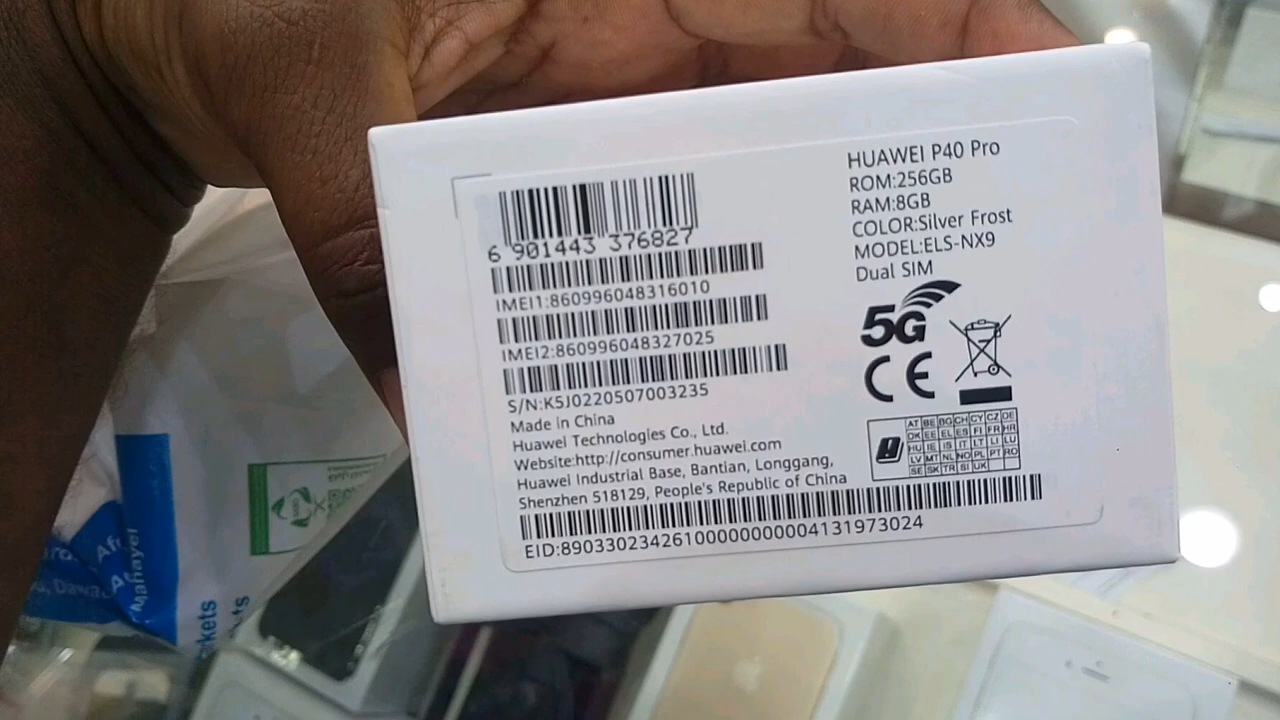 6 901443 376827
IMEI1:860996048316010
IMEI2:860996048327025
S/N:K5J0220507003235
Made in China
Huawei Technologies Co., Ltd.
Website:http://consumer.huawei.com
Huawei Industrial Base, Bantian, Longgang,
Shenzhen 518129, People's Republic of China
EID:89033023426100000000004131973024
HUAWEI P40 Pro
ROM:256GB
RAM:8GB
COLOR:Silver Frost
MODEL:ELS-NX9
Dual SIM
5G
CE
AT BE BG CH CY CZ DE
DK EE EL ES FI FR HR
HU IE IS IT LT LI LU
LV MT NL NO PL PT RO
SE SK TR SI UK
Mahayel
kets